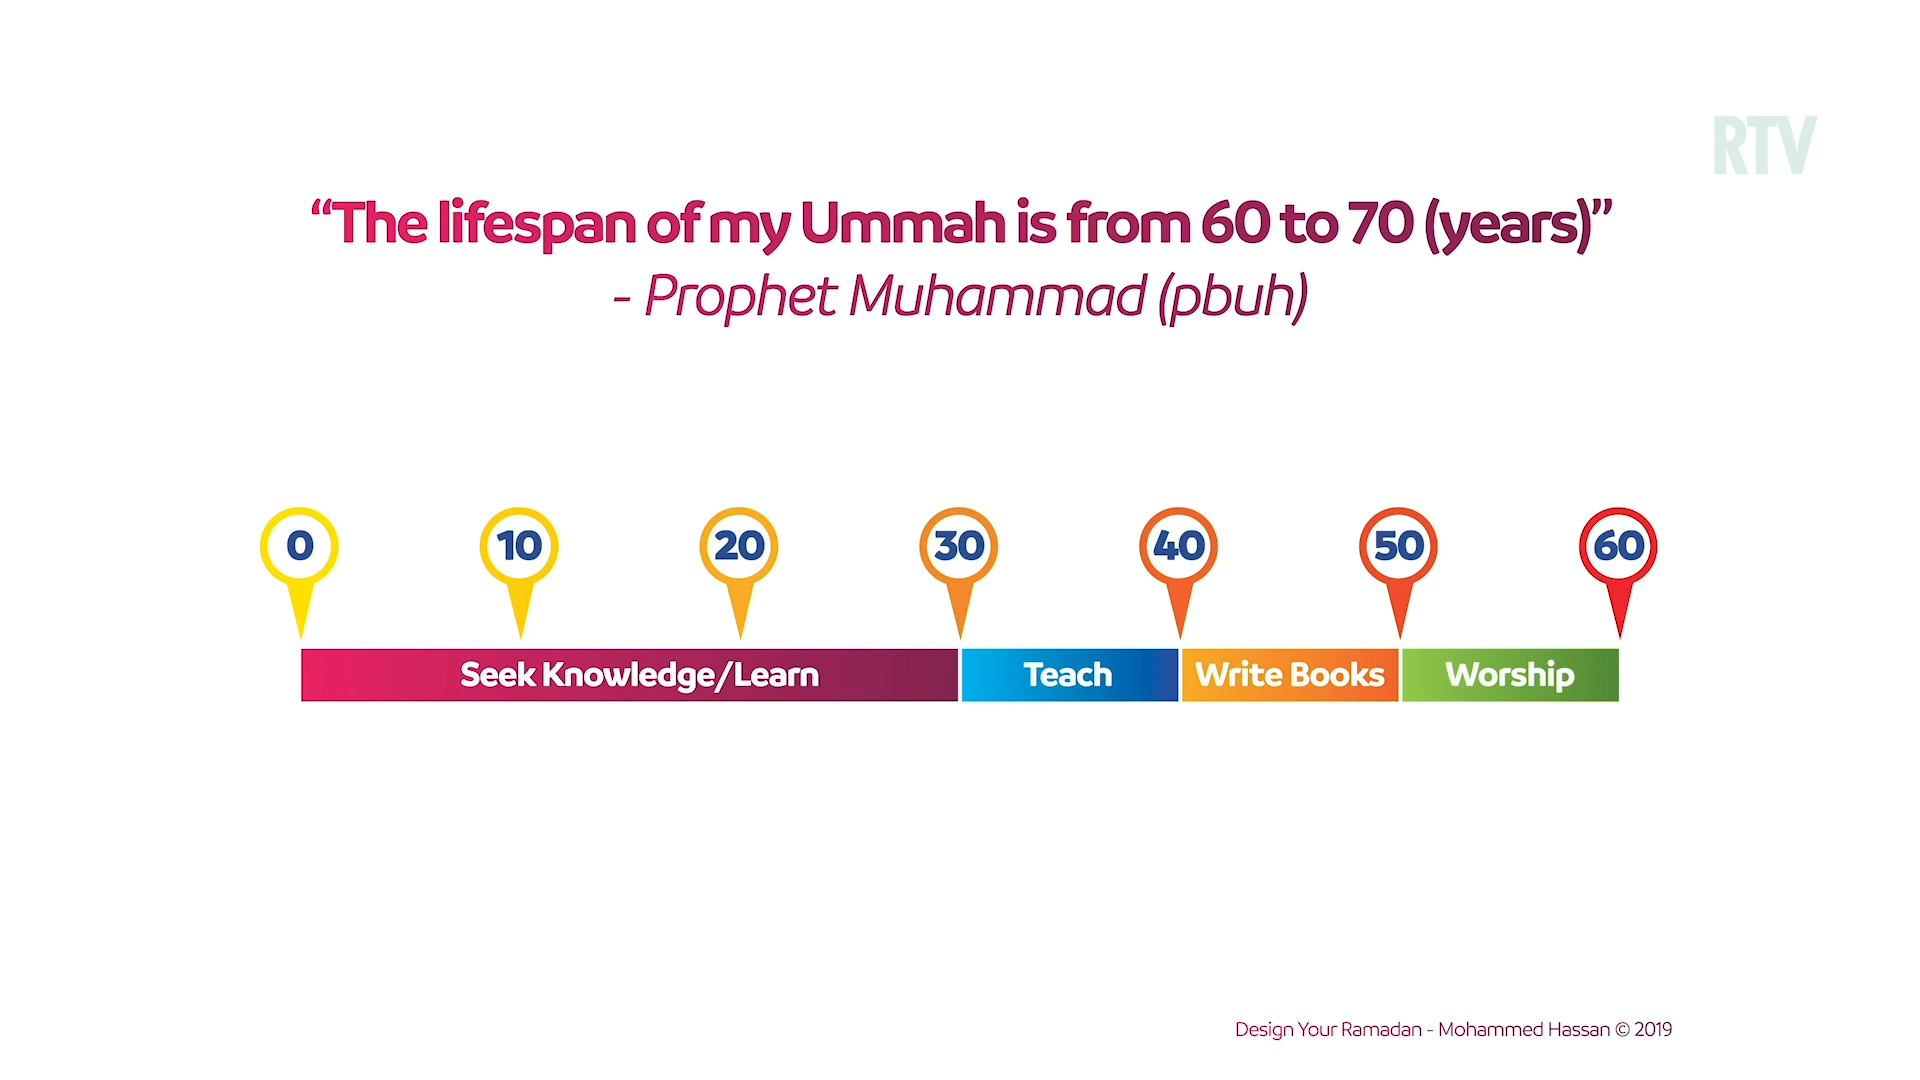 RTV
“The lifespan of my Ummah is from 60 to 70 (years)”
- Prophet Muhammad (pbuh)
0 10 20 30 40 50 60
Seek Knowledge/Learn Teach Write Books Worship
Design Your Ramadan - Mohammed Hassan © 2019